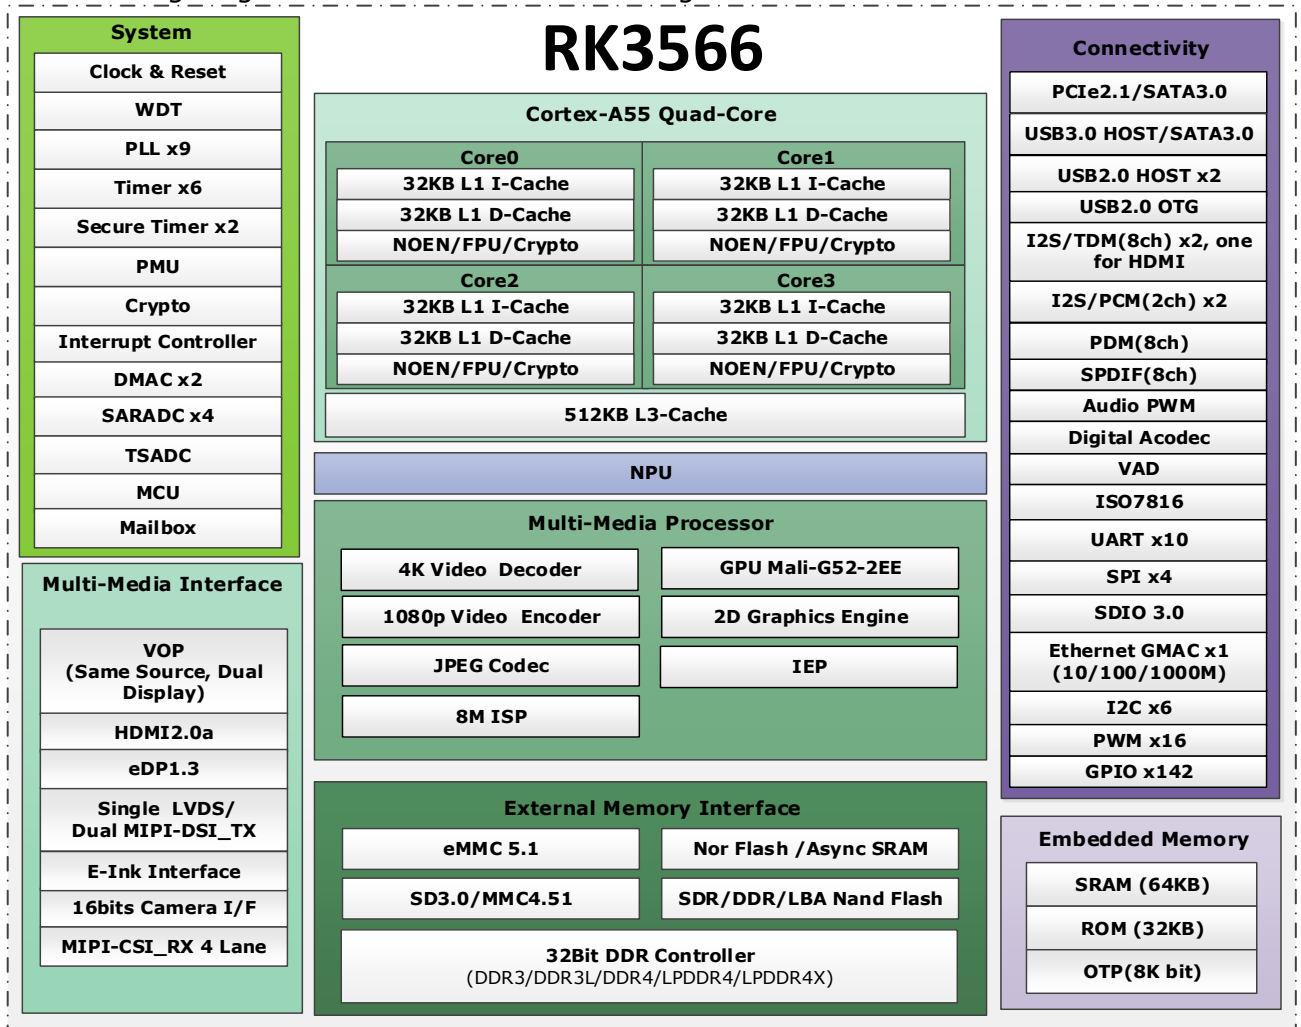 RK3566
System
Clock & Reset
WDT
PLL x9
Timer x6
Secure Timer x2
PMU
Crypto
Interrupt Controller
DMAC x2
SARADC x4
TSADC
MCU
Mailbox
Multi-Media Interface
VOP
(Same Source, Dual
Display)
HDMI2.0a
eDP1.3
Single LVDS/
Dual MIPI-DSI_TX
E-Ink Interface
16bits Camera I/F
MIPI-CSI_RX 4 Lane
Cortex-A55 Quad-Core
Core0
32KB L1 I-Cache
32KB L1 D-Cache
NOEN/FPU/Crypto
Core1
32KB L1 I-Cache
32KB L1 D-Cache
NOEN/FPU/Crypto
Core2
32KB L1 I-Cache
32KB L1 D-Cache
NOEN/FPU/Crypto
Core3
32KB L1 I-Cache
32KB L1 D-Cache
NOEN/FPU/Crypto
512KB L3-Cache
NPU
Multi-Media Processor
4K Video Decoder
GPU Mali-G52-2EE
1080p Video Encoder
2D Graphics Engine
JPEG Codec
IEP
8M ISP
External Memory Interface
eMMC 5.1
Nor Flash /Async SRAM
SD3.0/MMC4.51
SDR/DDR/LBA Nand Flash
32Bit DDR Controller
(DDR3/DDR3L/DDR4/LPDDR4/LPDDR4X)
Connectivity
PCIe2.1/SATA3.0
USB3.0 HOST/SATA3.0
USB2.0 HOST x2
USB2.0 OTG
I2S/TDM(8ch) x2, one
for HDMI
I2S/PCM(2ch) x2
PDM(8ch)
SPDIF(8ch)
Audio PWM
Digital Acodec
VAD
ISO7816
UART x10
SPI x4
SDIO 3.0
Ethernet GMAC x1
(10/100/1000M)
I2C x6
PWM x16
GPIO x142
Embedded Memory
SRAM (64KB)
ROM (32KB)
OTP(8K bit)